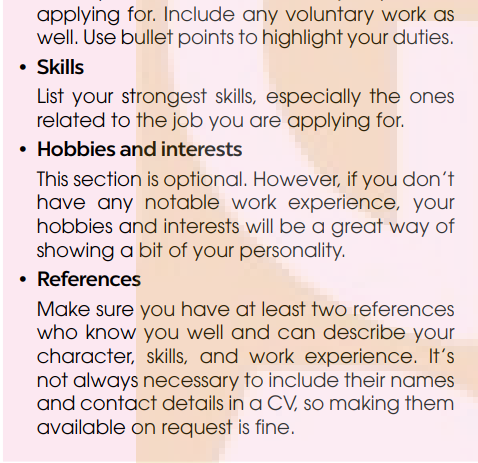 applying for. Include any voluntary work as
well. Use bullet points to highlight your duties.
• Skills
List your strongest skills, especially the ones
related to the job you are applying for.
• Hobbies and interests
This section is optional. However, if you don't
have any notable work experience, your
hobbies and interests will be a great way of
showing a bit of your personality.
• References
Make sure you have at least two references
who know you well and can describe your
character, skills, and work experience. It's
not always necessary to include their names
and contact details in a CV, so making them
available on request is fine.